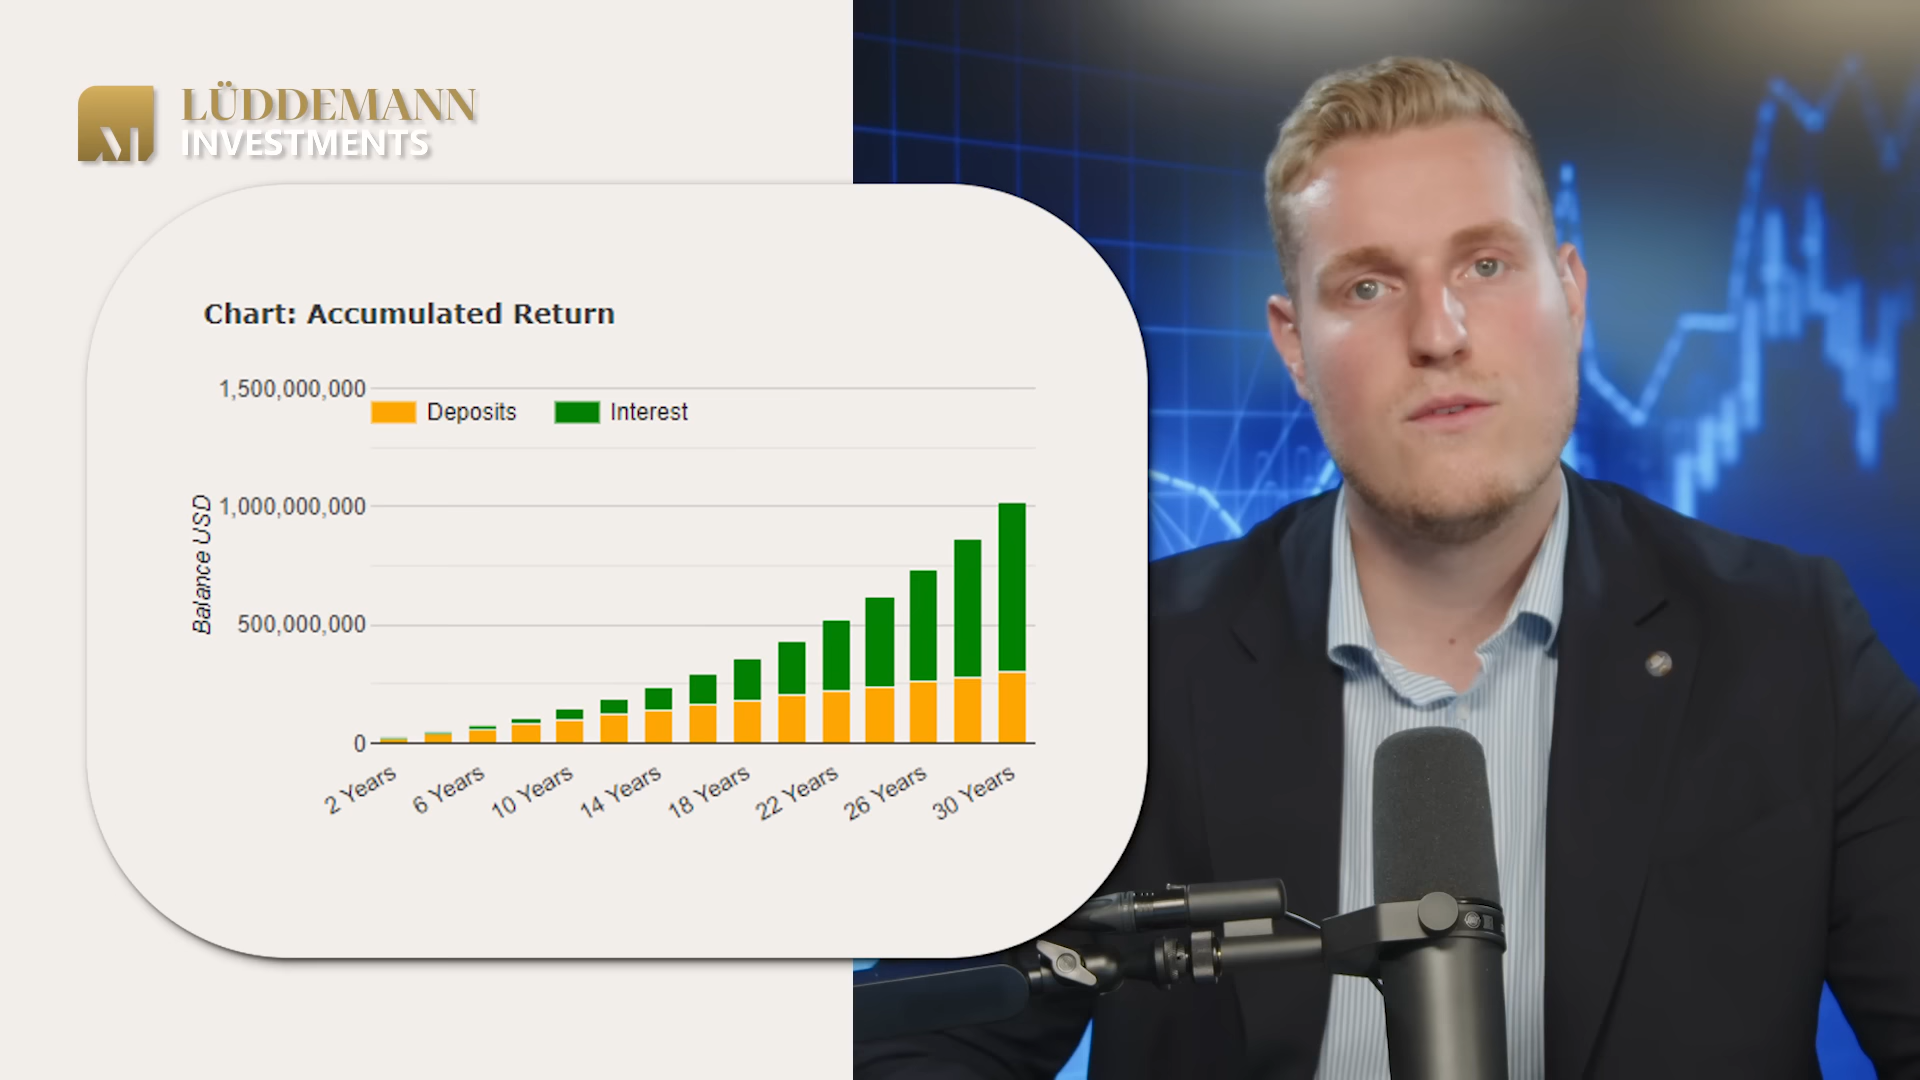 LÜDDEMANN
INVESTMENTS
Chart: Accumulated Return
1,500,000,000
Deposits
Interest
1,000,000,000
500,000,000
0
Balance USD
2 Years
6 Years
10 Years
14 Years
18 Years
22 Years
26 Years
30 Years